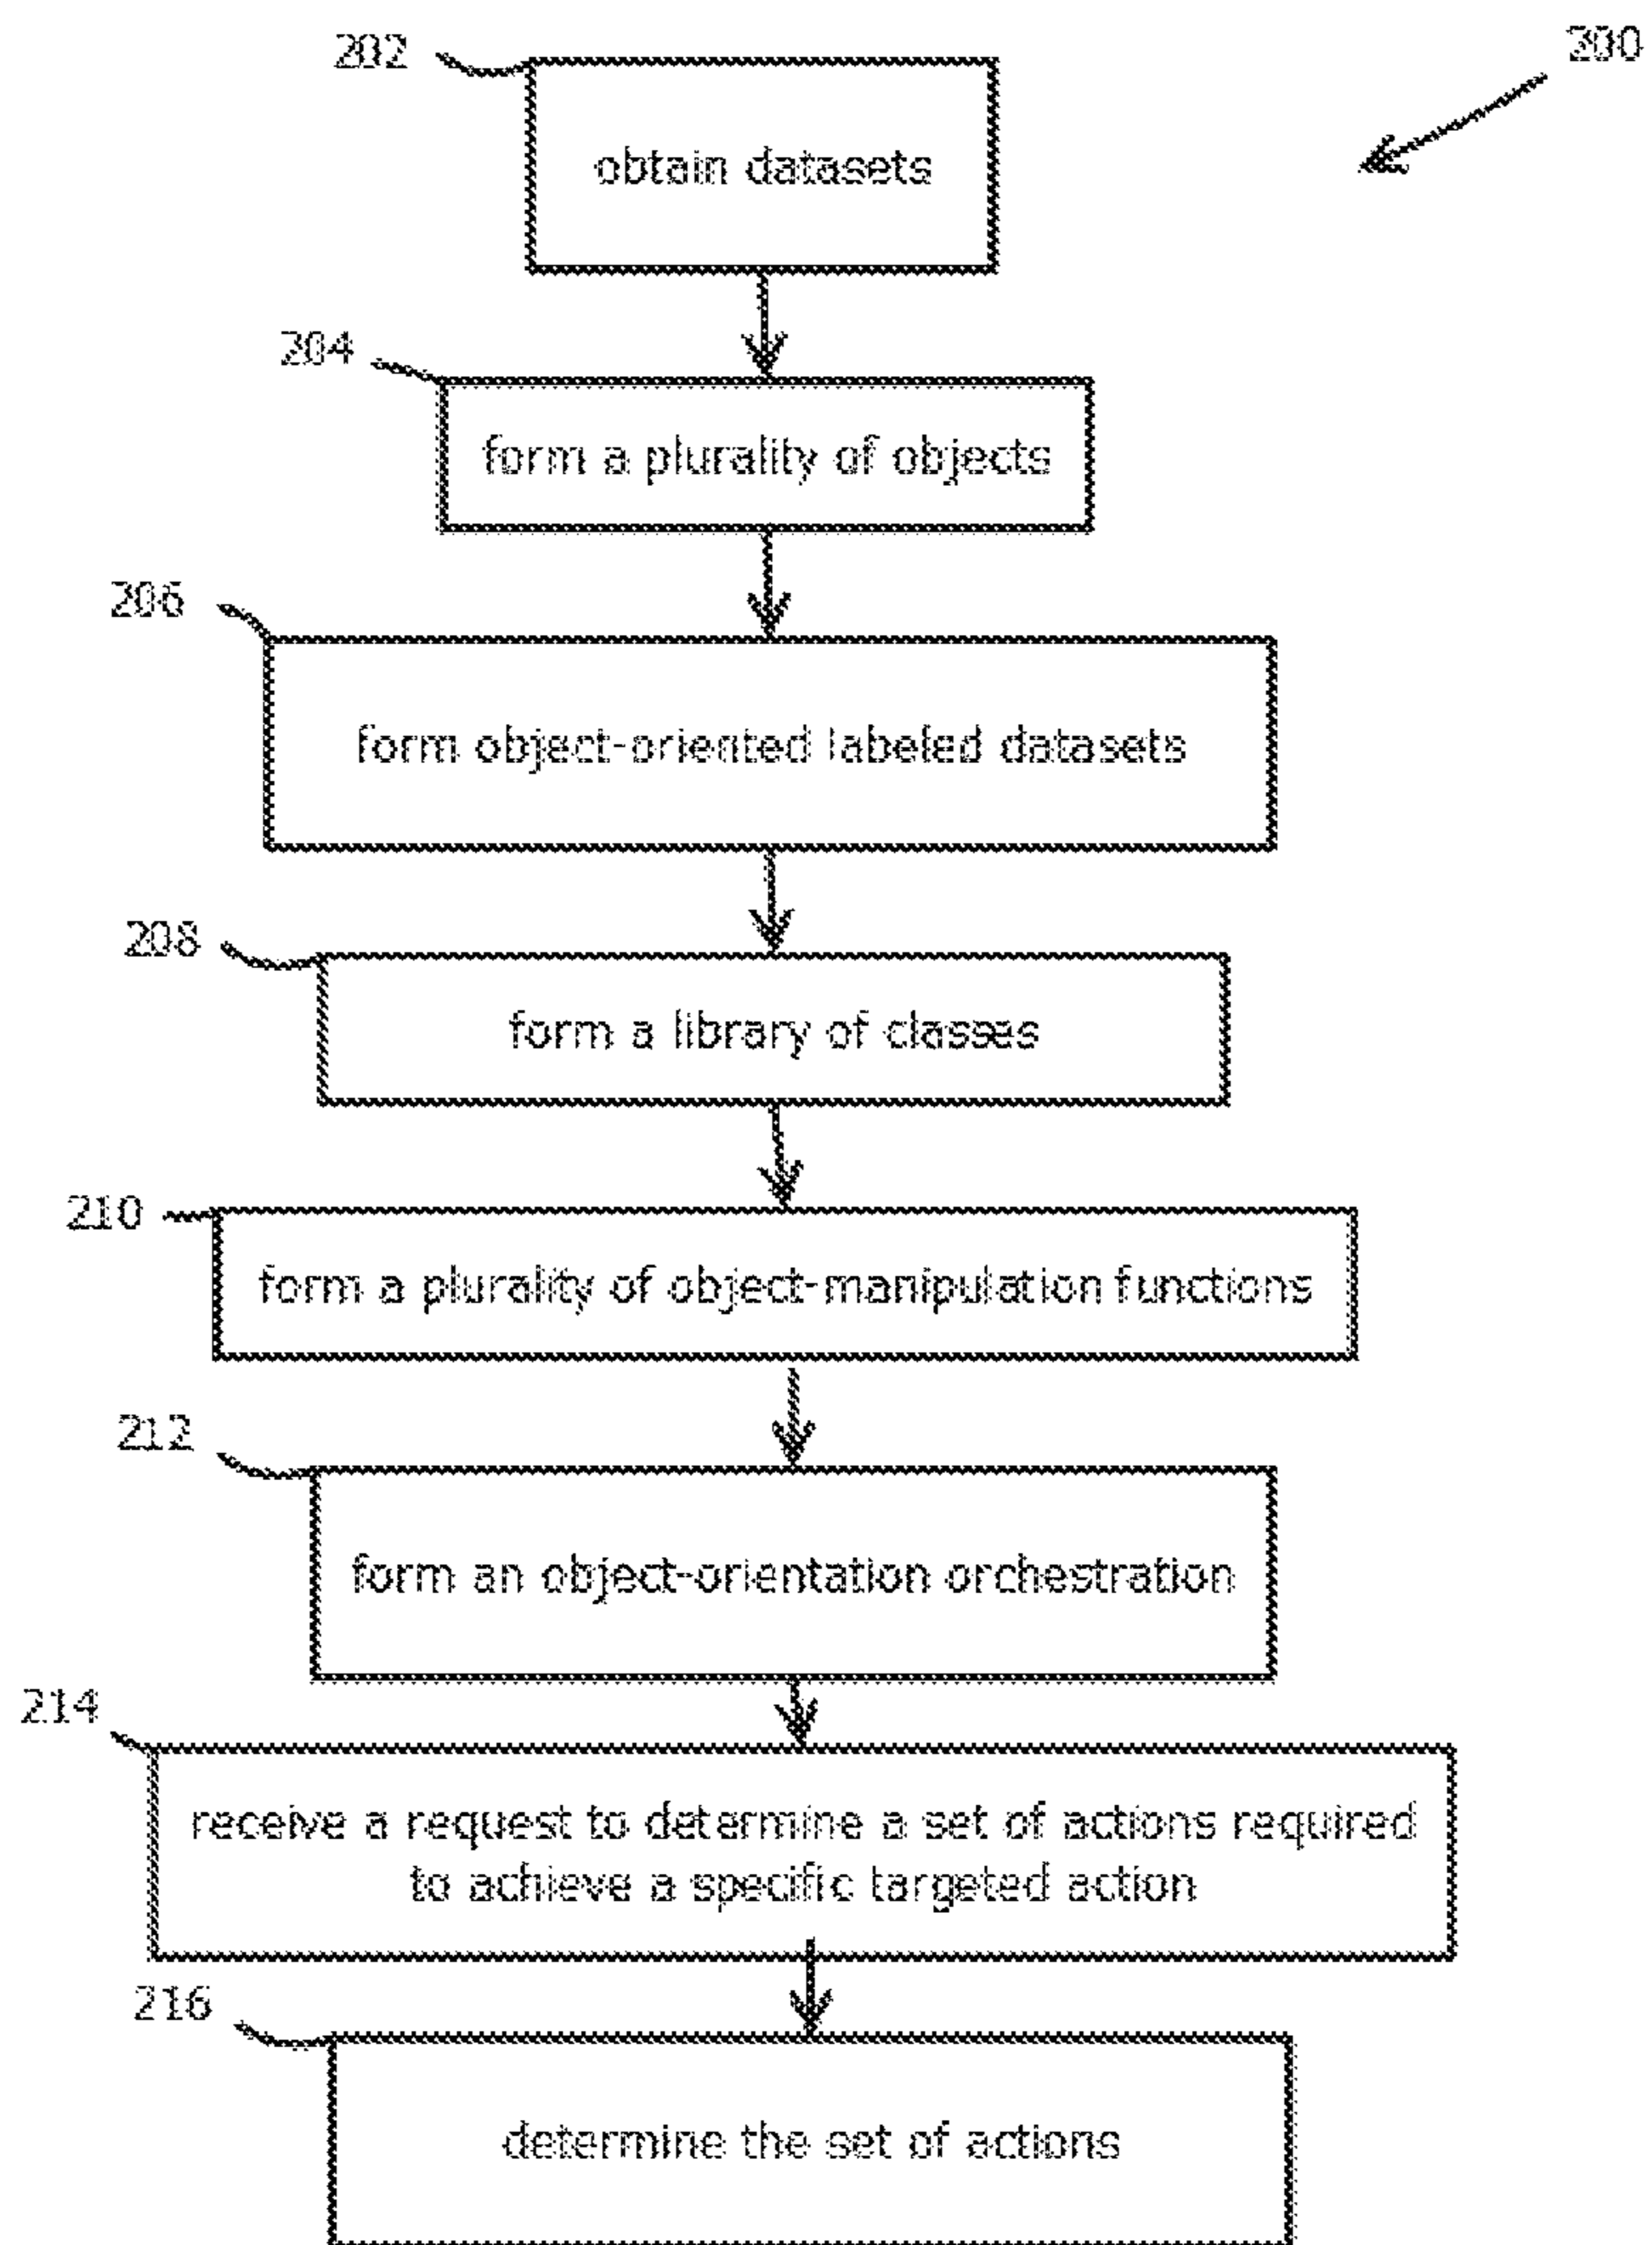 200
202
obtain datasets
204
form a plurality of objects
206
form object-oriented labeled datasets
208
form a library of classes
210
form a plurality of object-manipulation functions
212
form an object-orientation orchestration
214
receive a request to determine a set of actions required
to achieve a specific targeted action
216
determine the set of actions